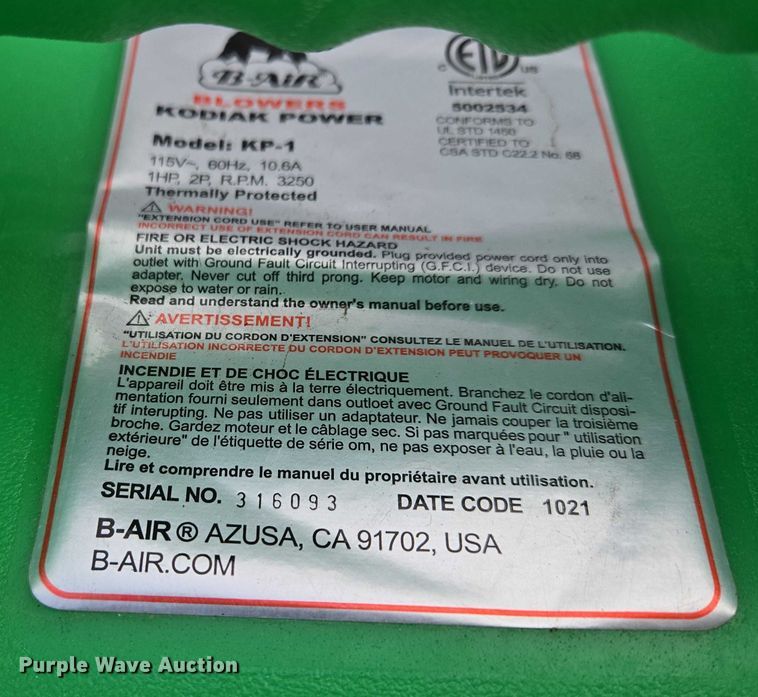 B-AIR
BLOWERS
KODIAK POWER
Model: KP-1
115V~, 60Hz, 10.6A
1HP, 2P, R.P.M. 3250
Thermally Protected
ETL
C US
Intertek
5002534
CONFORMS TO
UL STD 1450
CERTIFIED TO
CSA STD C22.2 No. 68
WARNING!
"EXTENSION CORD USE" REFER TO USER MANUAL
INCORRECT USE OF EXTENSION CORD CAN RESULT IN FIRE
FIRE OR ELECTRIC SHOCK HAZARD
Unit must be electrically grounded. Plug provided power cord only into
outlet with Ground Fault Circuit Interrupting (G.F.C.I.) device. Do not use
adapter. Never cut off third prong. Keep motor and wiring dry. Do not
expose to water or rain.
Read and understand the owner's manual before use.
AVERTISSEMENT!
"UTILISATION DU CORDON D'EXTENSION" CONSULTEZ LE MANUEL DE L'UTILISATION.
L'UTILISATION INCORRECTE DU CORDON D'EXTENSION PEUT PROVOQUER UN
INCENDIE
INCENDIE ET DE CHOC ÉLECTRIQUE
L'appareil doit être mis à la terre électriquement. Branchez le cordon d'ali-
mentation fourni seulement dans outloet avec Ground Fault Circuit disposi-
tif interupting. Ne pas utiliser un adaptateur. Ne jamais couper la troisième
broche. Gardez moteur et le câblage sec. Si pas marquées pour " utilisation
extérieure" de l'étiquette de série om, ne pas exposer à l'eau, la pluie ou la
neige.
Lire et comprendre le manuel du propriétaire avant utilisation.
SERIAL NO. 316093 DATE CODE 1021
B-AIR ® AZUSA, CA 91702, USA
B-AIR.COM
Purple Wave Auction